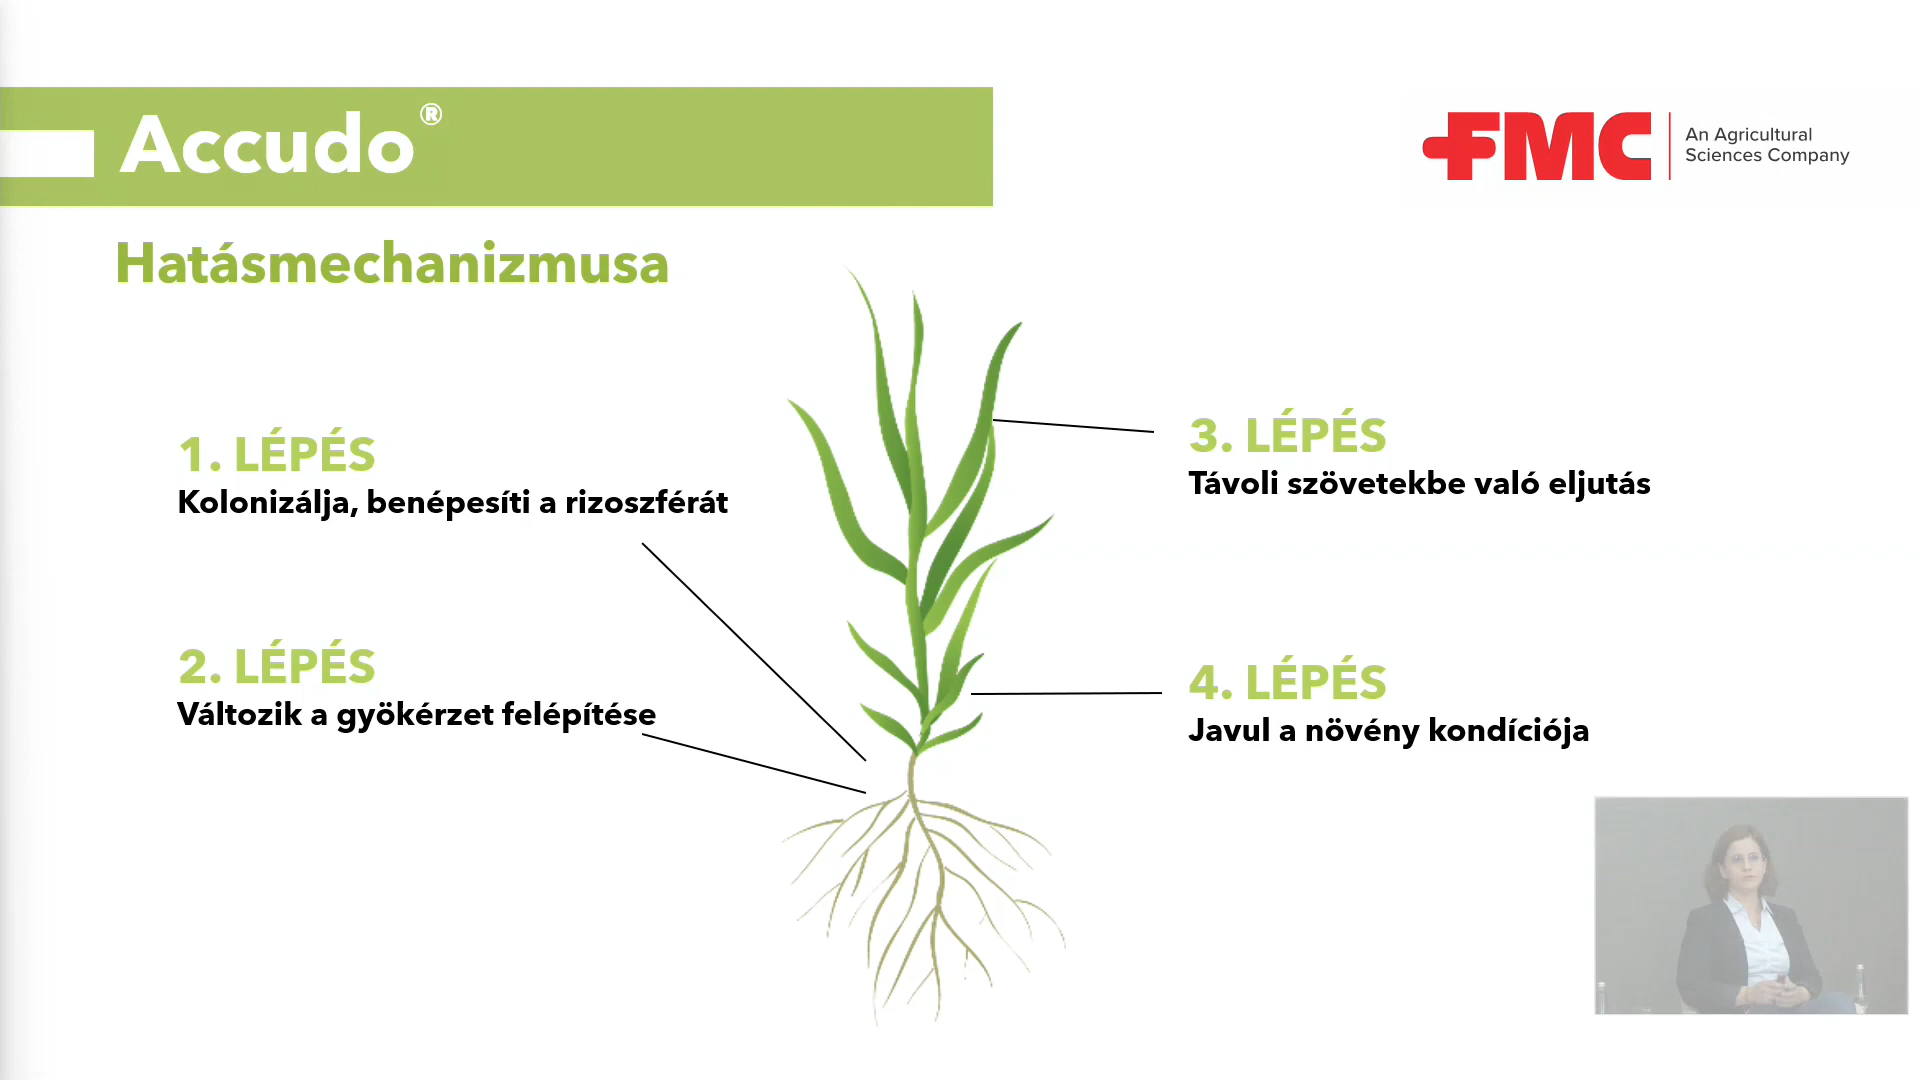 Accudo®
FMC
An Agricultural
Sciences Company
Hatásmechanizmusa
1. LÉPÉS
Kolonizálja, benépesíti a rizoszférát
2. LÉPÉS
Változik a gyökérzet felépítése
3. LÉPÉS
Távoli szövetekbe való eljutás
4. LÉPÉS
Javul a növény kondíciója